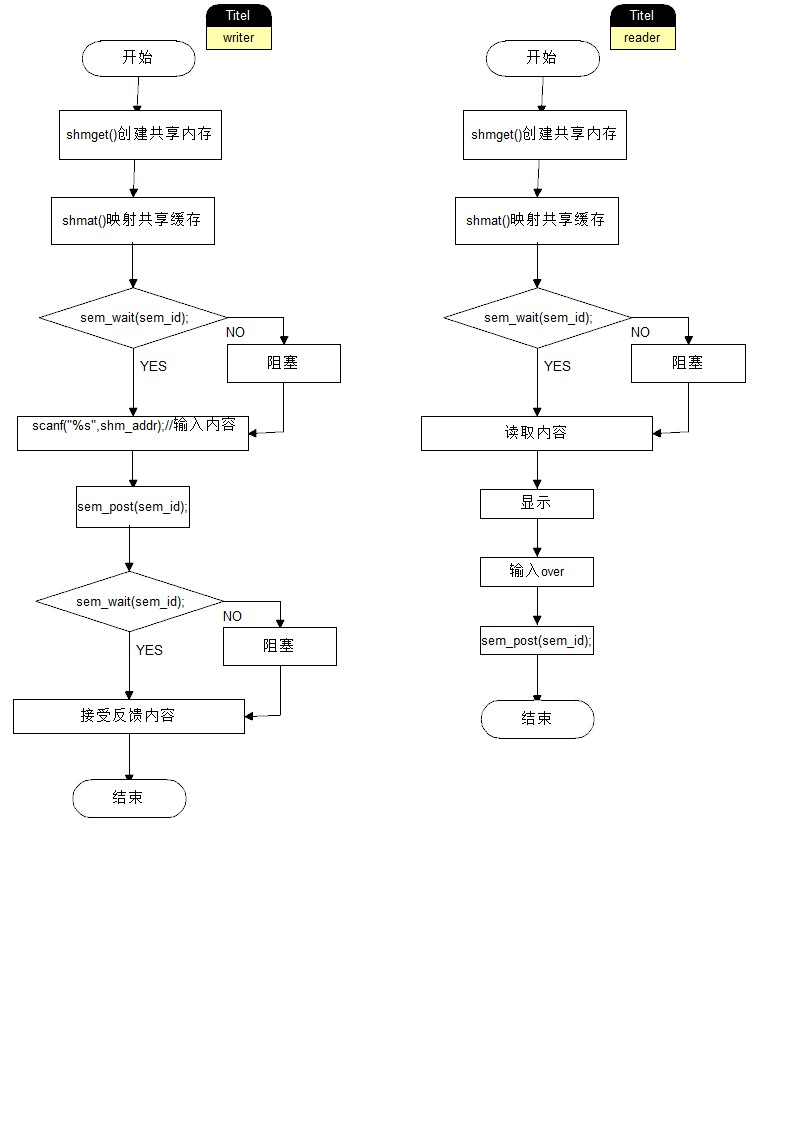 Titel
writer
开始
shmget()创建共享内存
shmat()映射共享缓存
sem_wait(sem_id);
NO
YES
阻塞
scanf("%s",shm_addr);//输入内容
sem_post(sem_id);
sem_wait(sem_id);
NO
YES
阻塞
接受反馈内容
结束
Titel
reader
开始
shmget()创建共享内存
shmat()映射共享缓存
sem_wait(sem_id);
NO
YES
阻塞
读取内容
显示
输入over
sem_post(sem_id);
结束